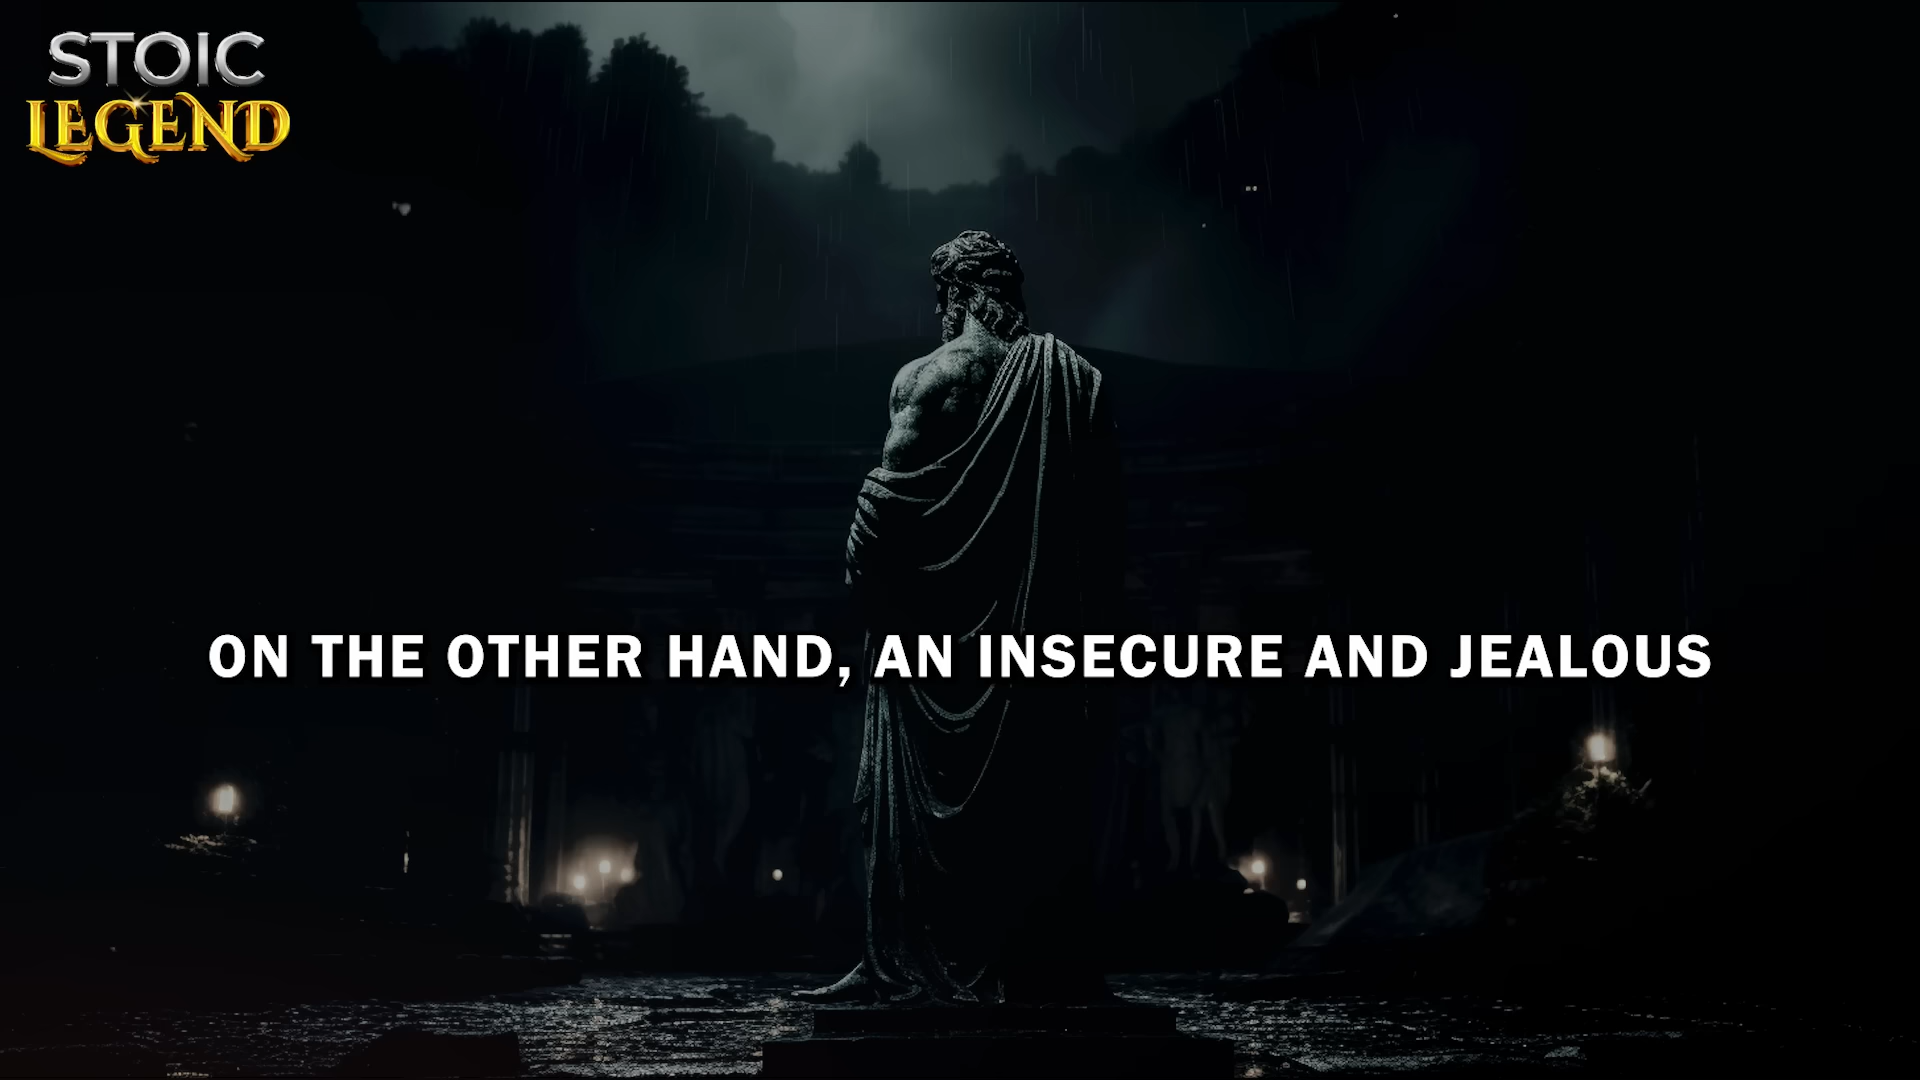 STOIC
LEGEND
ON THE OTHER HAND, AN INSECURE AND JEALOUS